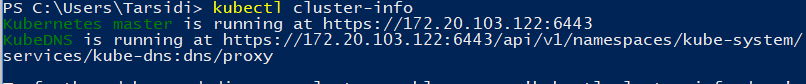 PS C:\Users\Tarsidi> kubectl cluster-info
Kubernetes master is running at https://172.20.103.122:6443
KubeDNS is running at https://172.20.103.122:6443/api/v1/namespaces/kube-system/
services/kube-dns:dns/proxy